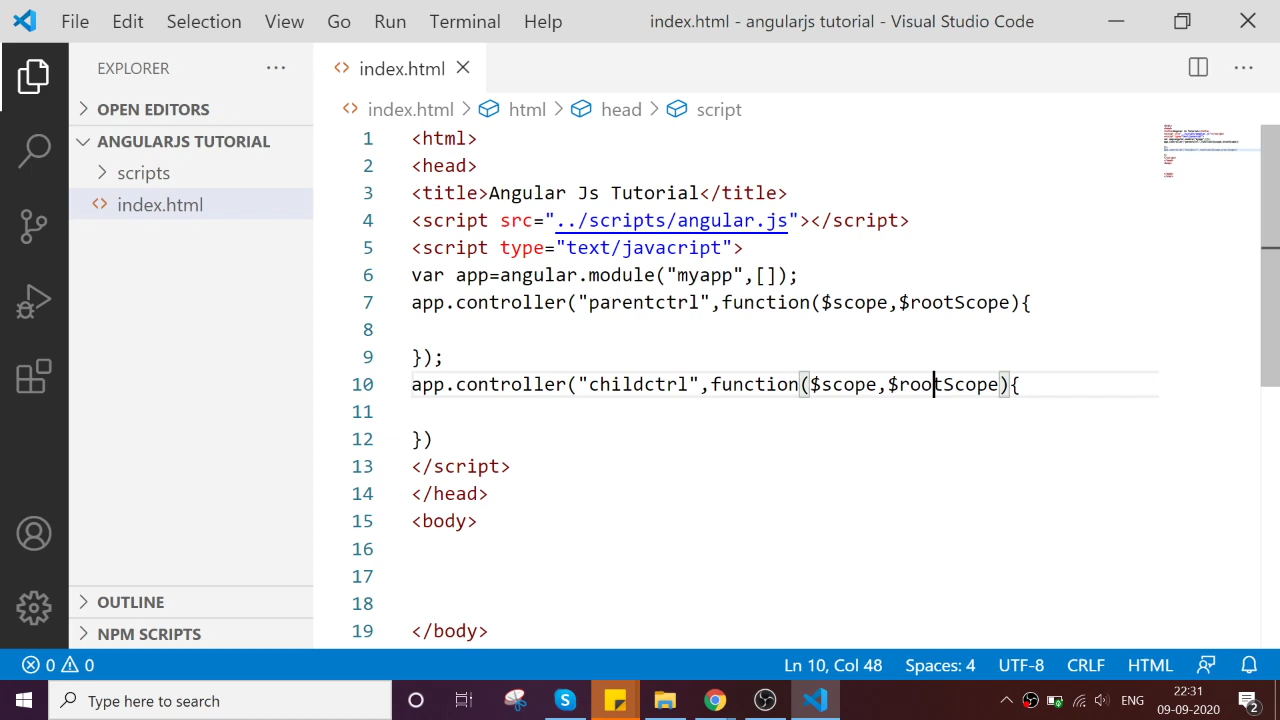 File Edit Selection View Go Run Terminal Help index.html - angularjs tutorial - Visual Studio Code
EXPLORER
index.html
OPEN EDITORS
index.html > html > head > script
ANGULARJS TUTORIAL
scripts
index.html
1 <html>
2 <head>
3 <title>Angular Js Tutorial</title>
4 <script src="../scripts/angular.js"></script>
5 <script type="text/javacript">
6 var app=angular.module("myapp",[]);
7 app.controller("parentctrl",function($scope,$rootScope){
8
9 });
10 app.controller("childctrl",function($scope,$rootScope){
11
12 })
13 </script>
14 </head>
15 <body>
16
17
18
19 </body>
OUTLINE
NPM SCRIPTS
0 0 Ln 10, Col 48 Spaces: 4 UTF-8 CRLF HTML
Type here to search
ENG
22:31
09-09-2020
2